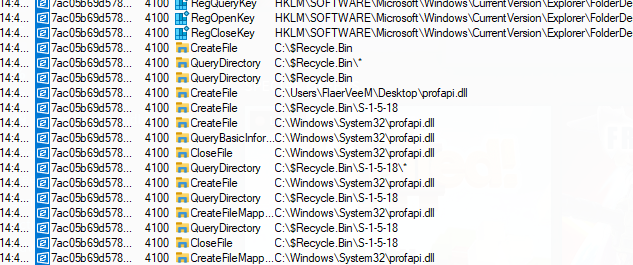 14:4... 7ac05b69d578... 4100 RegQueryKey HKLM\SOFTWARE\Microsoft\Windows\CurrentVersion\Explorer\FolderDe
14:4... 7ac05b69d578... 4100 RegOpenKey HKLM\SOFTWARE\Microsoft\Windows\CurrentVersion\Explorer\FolderDe
14:4... 7ac05b69d578... 4100 RegCloseKey HKLM\SOFTWARE\Microsoft\Windows\CurrentVersion\Explorer\FolderDe
14:4... 7ac05b69d578... 4100 CreateFile C:\$Recycle.Bin
14:4... 7ac05b69d578... 4100 QueryDirectory C:\$Recycle.Bin\*
14:4... 7ac05b69d578... 4100 QueryDirectory C:\$Recycle.Bin
14:4... 7ac05b69d578... 4100 CreateFile C:\Users\FlaerVeeM\Desktop\profapi.dll
14:4... 7ac05b69d578... 4100 CreateFile C:\$Recycle.Bin\S-1-5-18
14:4... 7ac05b69d578... 4100 CreateFile C:\Windows\System32\profapi.dll
14:4... 7ac05b69d578... 4100 QueryBasicInfor... C:\Windows\System32\profapi.dll
14:4... 7ac05b69d578... 4100 CloseFile C:\Windows\System32\profapi.dll
14:4... 7ac05b69d578... 4100 QueryDirectory C:\$Recycle.Bin\S-1-5-18\*
14:4... 7ac05b69d578... 4100 CreateFile C:\Windows\System32\profapi.dll
14:4... 7ac05b69d578... 4100 QueryDirectory C:\$Recycle.Bin\S-1-5-18
14:4... 7ac05b69d578... 4100 CreateFileMapp... C:\Windows\System32\profapi.dll
14:4... 7ac05b69d578... 4100 QueryDirectory C:\$Recycle.Bin\S-1-5-18
14:4... 7ac05b69d578... 4100 CloseFile C:\$Recycle.Bin\S-1-5-18
14:4... 7ac05b69d578... 4100 CreateFileMapp... C:\Windows\System32\profapi.dll